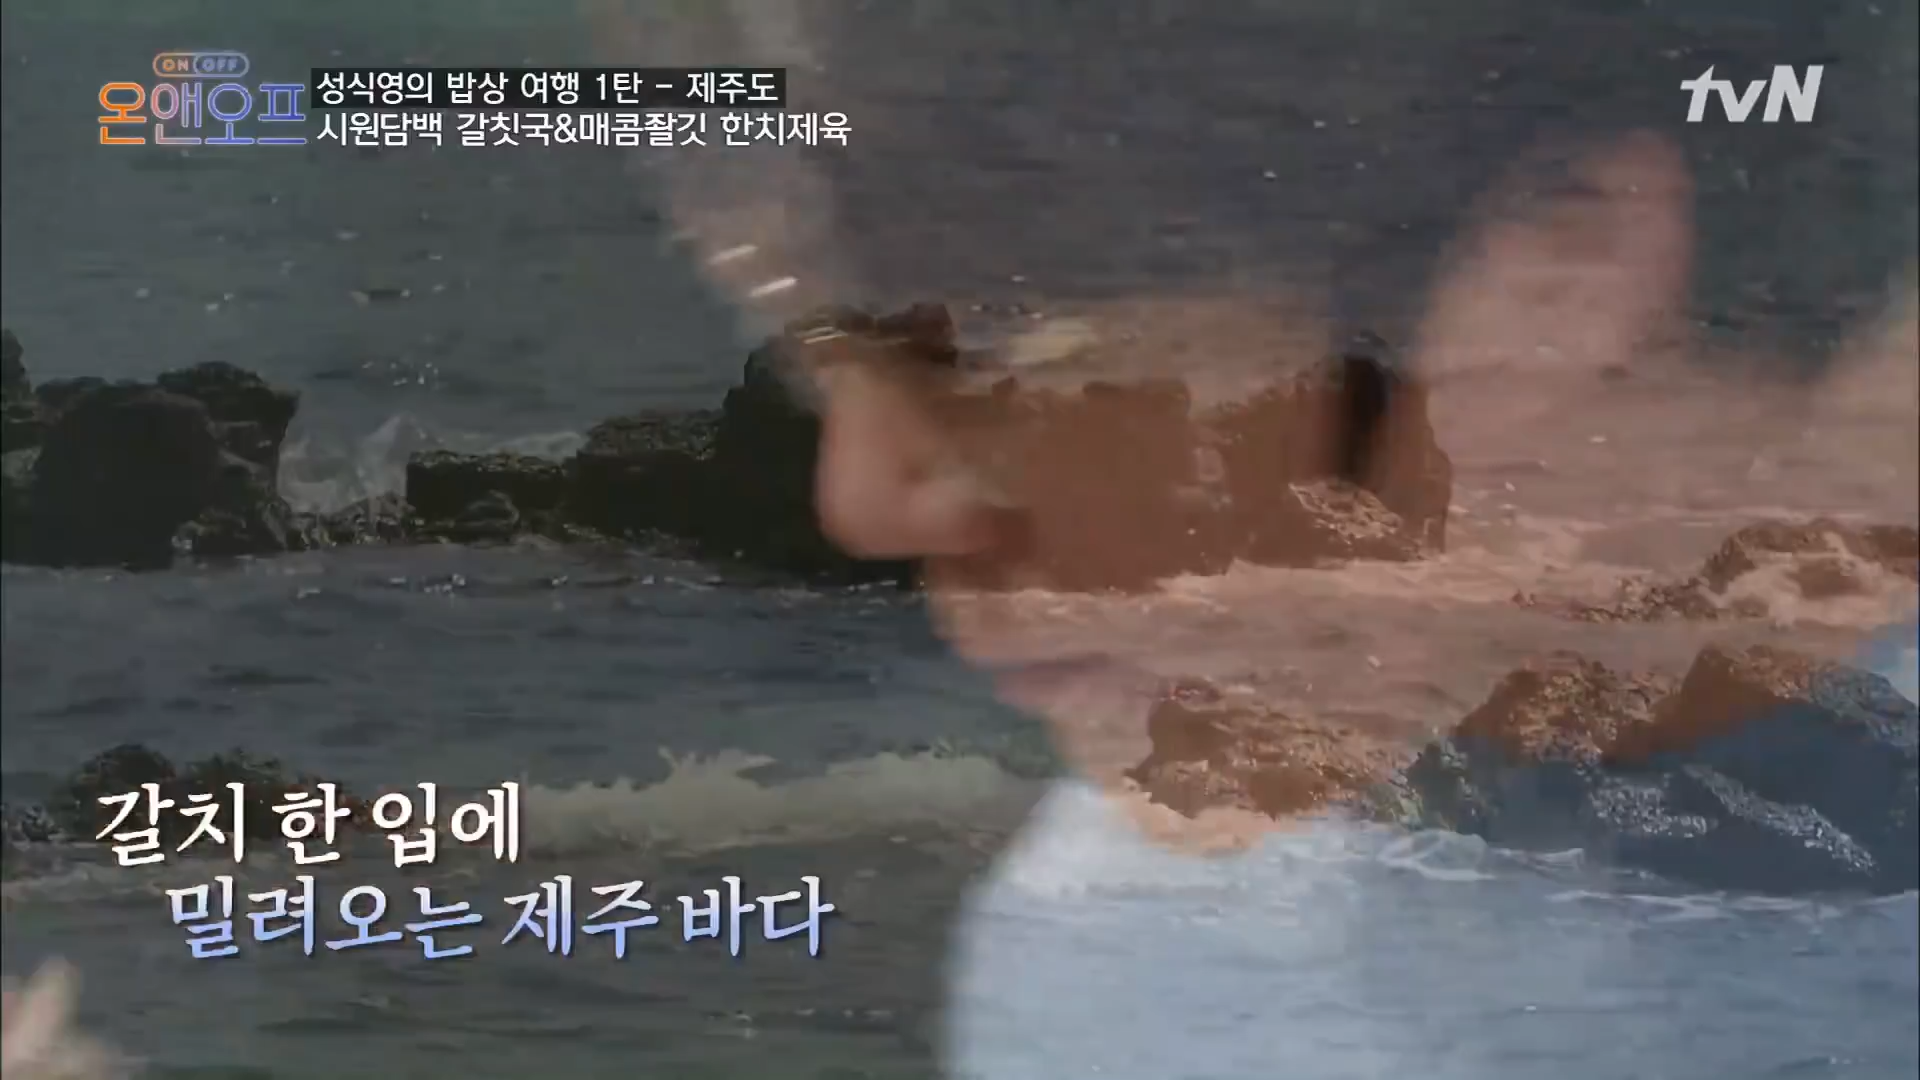 ON OFF
온앤오프
성식영의 밥상 여행 1탄 - 제주도
시원담백 갈칫국&매콤쫠깃 한치제육
tvN
갈치 한 입에
밀려오는 제주 바다